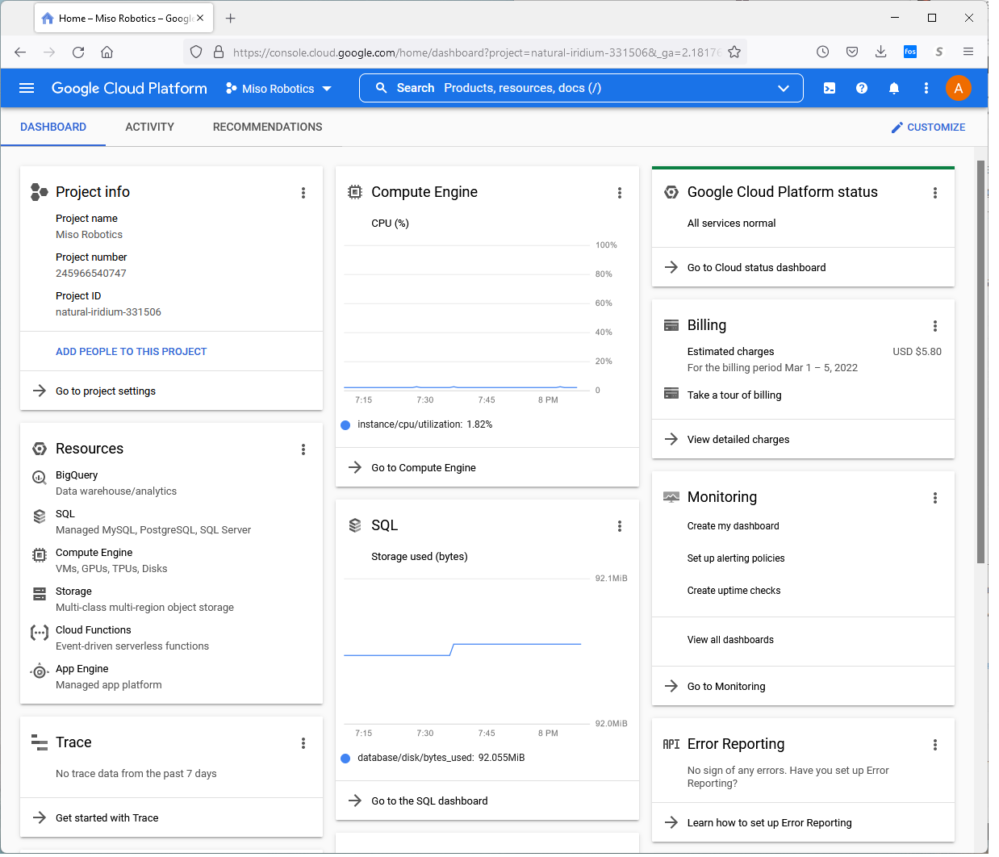 Home – Miso Robotics – Google
https://console.cloud.google.com/home/dashboard?project=natural-iridium-331506&_ga=2.18176
fos
S
Google Cloud Platform
Miso Robotics
Search Products, resources, docs (/)
A
DASHBOARD
ACTIVITY
RECOMMENDATIONS
CUSTOMIZE
Project info
Project name
Miso Robotics
Project number
245966540747
Project ID
natural-iridium-331506
ADD PEOPLE TO THIS PROJECT
Go to project settings
Resources
BigQuery
Data warehouse/analytics
SQL
Managed MySQL, PostgreSQL, SQL Server
Compute Engine
VMs, GPUs, TPUs, Disks
Storage
Multi-class multi-region object storage
Cloud Functions
Event-driven serverless functions
App Engine
Managed app platform
Trace
No trace data from the past 7 days
Get started with Trace
Compute Engine
CPU (%)
100%
80%
60%
40%
20%
0
7:15 7:30 7:45 8 PM
instance/cpu/utilization: 1.82%
Go to Compute Engine
SQL
Storage used (bytes)
92.1MiB
92.0MiB
7:15 7:30 7:45 8 PM
database/disk/bytes_used: 92.055MiB
Go to the SQL dashboard
Google Cloud Platform status
All services normal
Go to Cloud status dashboard
Billing
Estimated charges USD $5.80
For the billing period Mar 1 – 5, 2022
Take a tour of billing
View detailed charges
Monitoring
Create my dashboard
Set up alerting policies
Create uptime checks
View all dashboards
Go to Monitoring
API Error Reporting
No sign of any errors. Have you set up Error
Reporting?
Learn how to set up Error Reporting